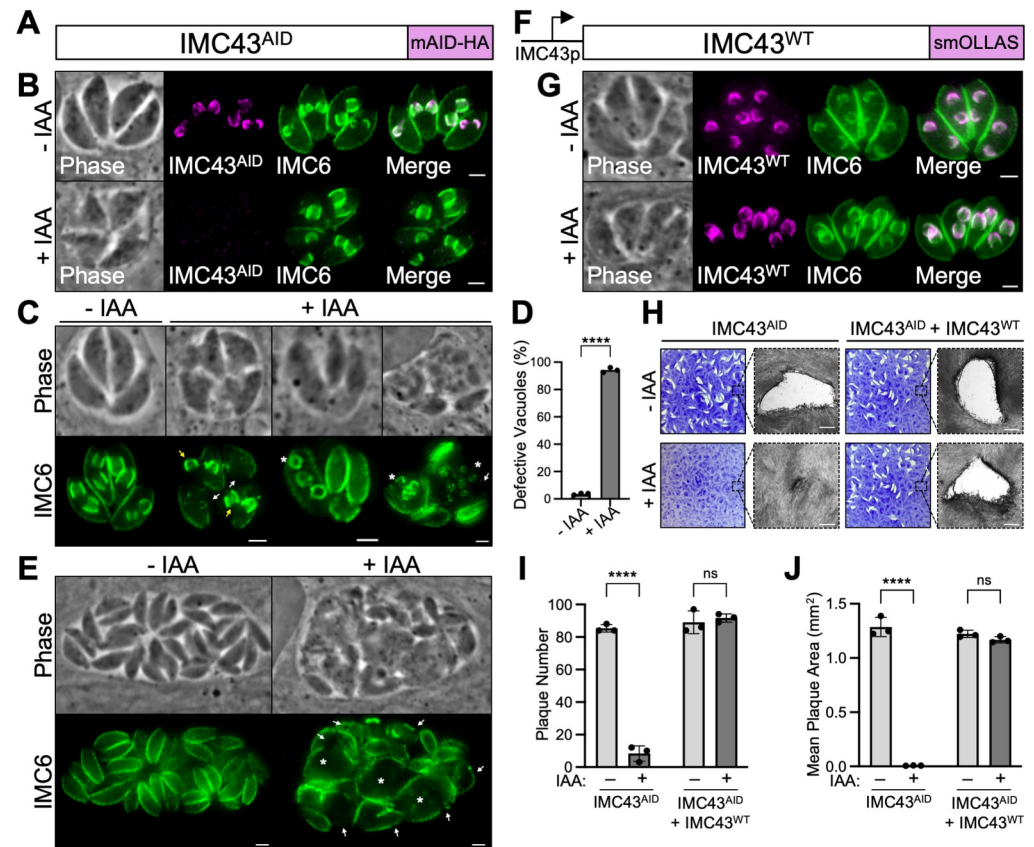 A
IMC43AID
mAID-HA
B
- IAA
Phase
IMC43AID
IMC6
Merge
+ IAA
Phase
IMC43AID
IMC6
Merge
C
- IAA
+ IAA
Phase
IMC6
*
*
*
D
Defective Vacuoles (%)
100
80
60
40
20
0
****
- IAA
+ IAA
E
- IAA
+ IAA
Phase
IMC6
*
*
*
F
IMC43p
IMC43WT
smOLLAS
G
- IAA
Phase
IMC43WT
IMC6
Merge
+ IAA
Phase
IMC43WT
IMC6
Merge
H
IMC43AID
IMC43AID + IMC43WT
- IAA
+ IAA
I
Plaque Number
100
80
60
40
20
0
****
ns
IAA:
–
+
–
+
IMC43AID
IMC43AID
+ IMC43WT
J
Mean Plaque Area (mm2)
1.5
1.0
0.5
0.0
****
ns
IAA:
–
+
–
+
IMC43AID
IMC43AID
+ IMC43WT